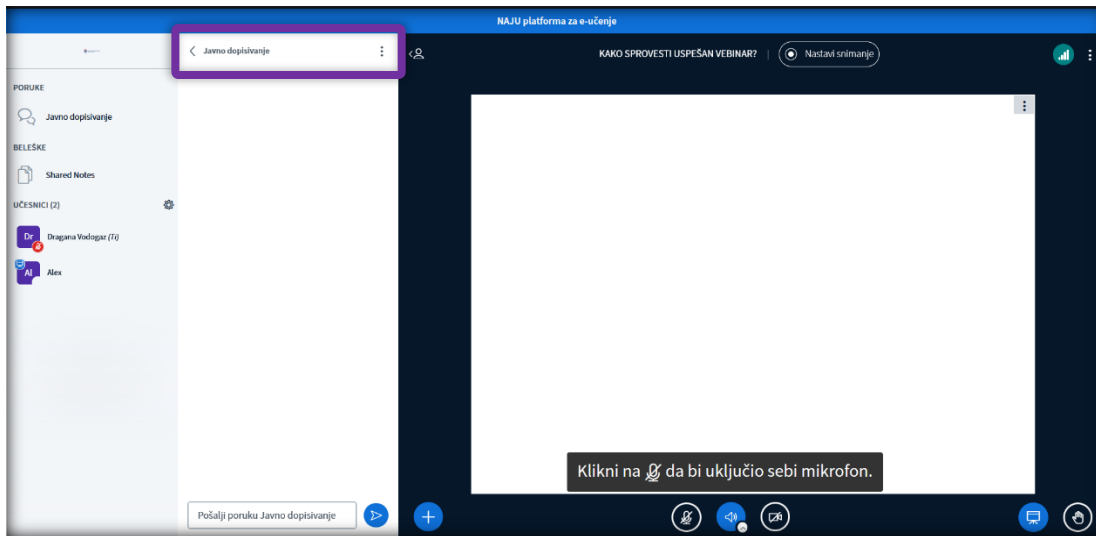 NAJU platforma za e-učenje
PORUKE
Javno dopisivanje
BELEŠKE
Shared Notes
UČESNICI (2)
Dr
Dragana Vodogaz (Ti)
Al
Alex
Javno dopisivanje
Pošalji poruku Javno dopisivanje
KAKO SPROVESTI USPEŠAN VEBINAR?
Nastavi snimanje
Klikni na da bi uključio sebi mikrofon.